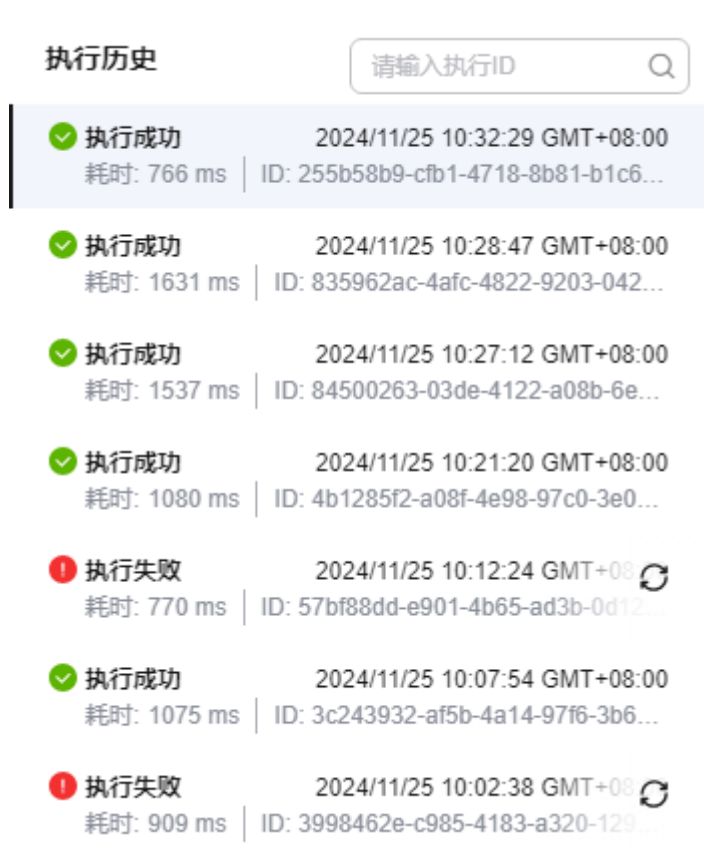 执行历史
请输入执行ID
执行成功 2024/11/25 10:32:29 GMT+08:00
耗时: 766 ms ID: 255b58b9-cfb1-4718-8b81-b1c6...
执行成功 2024/11/25 10:28:47 GMT+08:00
耗时: 1631 ms ID: 835962ac-4afc-4822-9203-042...
执行成功 2024/11/25 10:27:12 GMT+08:00
耗时: 1537 ms ID: 84500263-03de-4122-a08b-6e...
执行成功 2024/11/25 10:21:20 GMT+08:00
耗时: 1080 ms ID: 4b1285f2-a08f-4e98-97c0-3e0...
执行失败 2024/11/25 10:12:24 GMT+08
耗时: 770 ms ID: 57bf88dd-e901-4b65-ad3b-0d12
执行成功 2024/11/25 10:07:54 GMT+08:00
耗时: 1075 ms ID: 3c243932-af5b-4a14-97f6-3b6...
执行失败 2024/11/25 10:02:38 GMT+08
耗时: 909 ms ID: 3998462e-c985-4183-a320-129